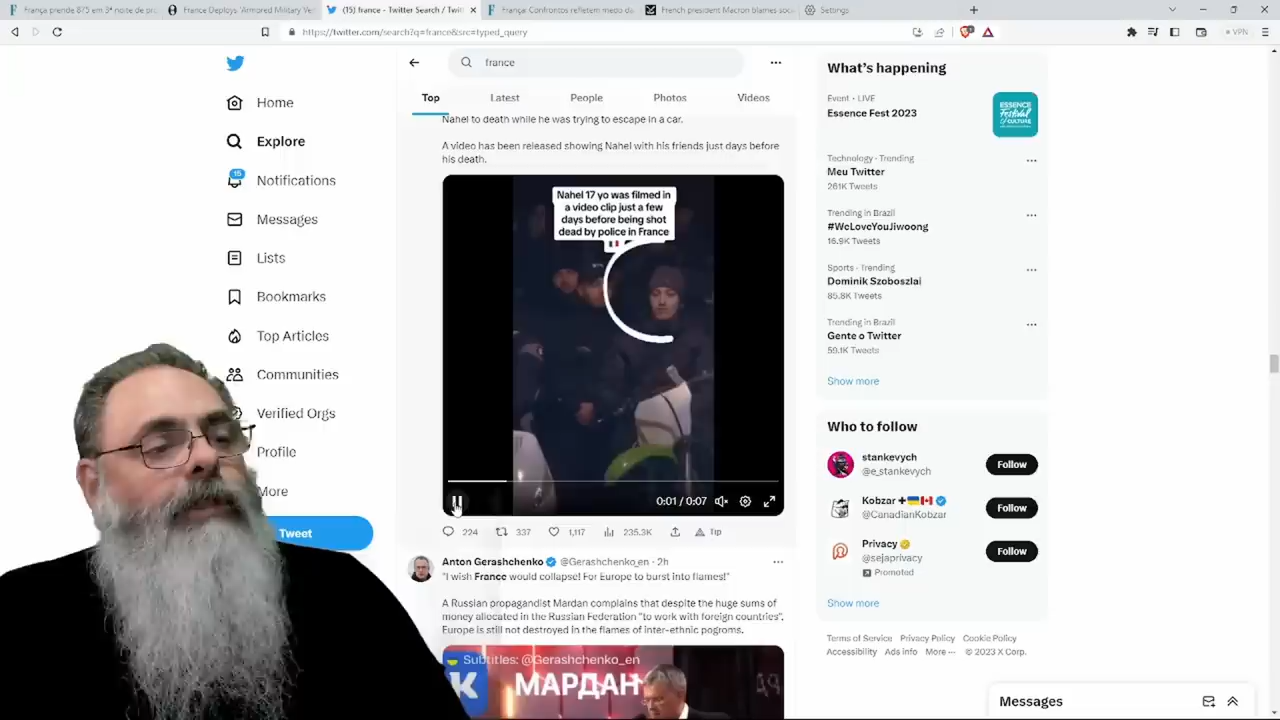 França prende 875 em 3ª noite de pro
France Deploys 'Armored Military Ve
(15) france - Twitter Search / Twitt
França: Confrontos refletem medo da
French president Macron blames soci
Settings
https://twitter.com/search?q=france&src=typed_query
VPN
france
Top
Latest
People
Photos
Videos
Home
Explore
15
Notifications
Messages
Lists
Bookmarks
Top Articles
Communities
Verified Orgs
Profile
More
Tweet
Nahel to death while he was trying to escape in a car.
A video has been released showing Nahel with his friends just days before
his death.
Nahel 17 yo was filmed in
a video clip just a few
days before being shot
dead by police in France
0:01 / 0:07
224
337
1,117
235.3K
Tip
Anton Gerashchenko @Gerashchenko_en · 2h
"I wish France would collapse! For Europe to burst into flames!"
A Russian propagandist Mardan complains that despite the huge sums of
money allocated in the Russian Federation "to work with foreign countries",
Europe is still not destroyed in the flames of inter-ethnic pogroms.
Subtitles: @Gerashchenko_en
К МАРДАН
What's happening
Event · LIVE
Essence Fest 2023
ESSENCE
Festival
OF CULTURE
Technology · Trending
Meu Twitter
261K Tweets
Trending in Brazil
#WeLoveYouJiwoong
16.9K Tweets
Sports · Trending
Dominik Szoboszlai
85.8K Tweets
Trending in Brazil
Gente o Twitter
59.1K Tweets
Show more
Who to follow
stankevych
@e_stankevych
Follow
Kobzar
@CanadianKobzar
Follow
Privacy
@sejaprivacy
Promoted
Follow
Show more
Terms of Service Privacy Policy Cookie Policy
Accessibility Ads info More ··· © 2023 X Corp.
Messages